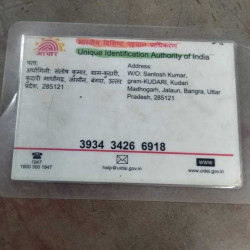 भारतीय विशिष्ट पहचान प्राधिकरण
Unique Identification Authority of India
पता:
संतोष कुमार, ग्राम-कुदारी,
कुदारी माधौगढ़, जालौन, बंगरा, उत्तर
प्रदेश, 285121
Address:
W/O: Santosh Kumar,
gram-KUDARI, Kudari
Madhogarh, Jalaun, Bangra, Uttar
Pradesh, 285121
3934 3426 6918
1947
1800 300 1947
help@uidai.gov.in
WWW
www.uidai.gov.in